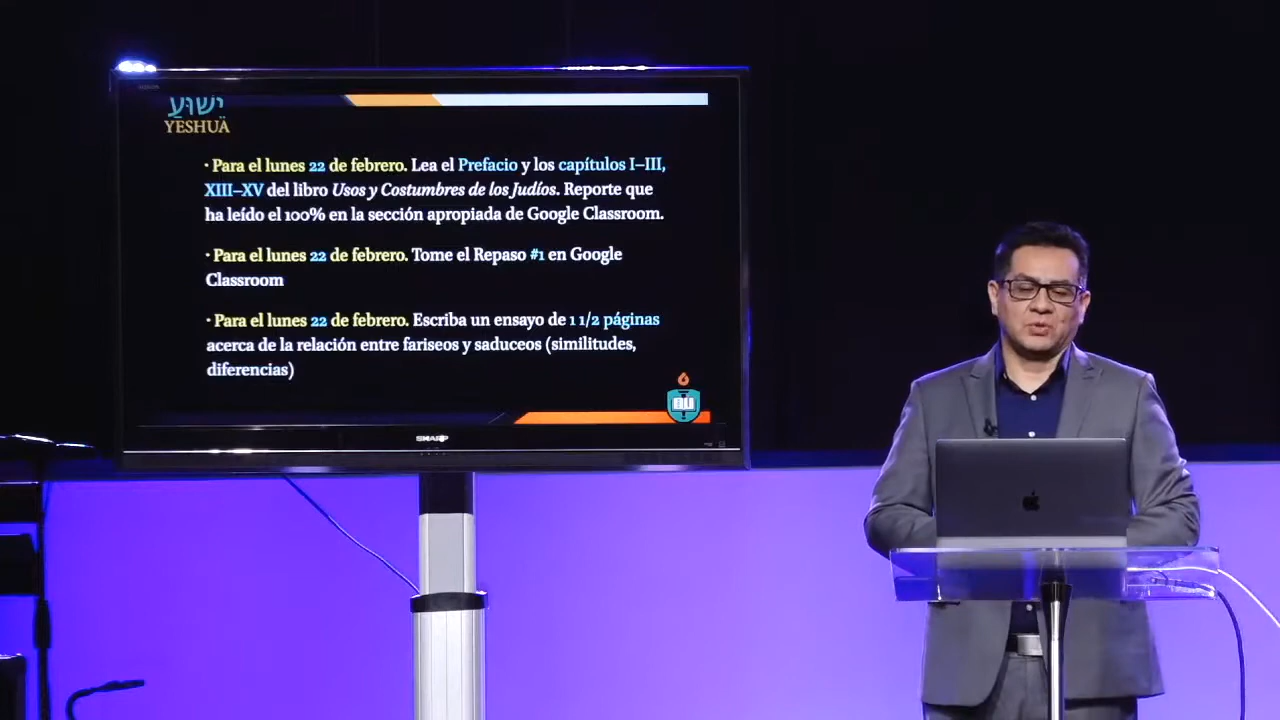 יֵשׁוּעַ
YESHUA
· Para el lunes 22 de febrero. Lea el Prefacio y los capítulos I–III,
XIII–XV del libro Usos y Costumbres de los Judíos. Reporte que
ha leído el 100% en la sección apropiada de Google Classroom.
· Para el lunes 22 de febrero. Tome el Repaso #1 en Google
Classroom
· Para el lunes 22 de febrero. Escriba un ensayo de 1 1/2 páginas
acerca de la relación entre fariseos y saduceos (similitudes,
diferencias)
SHARP